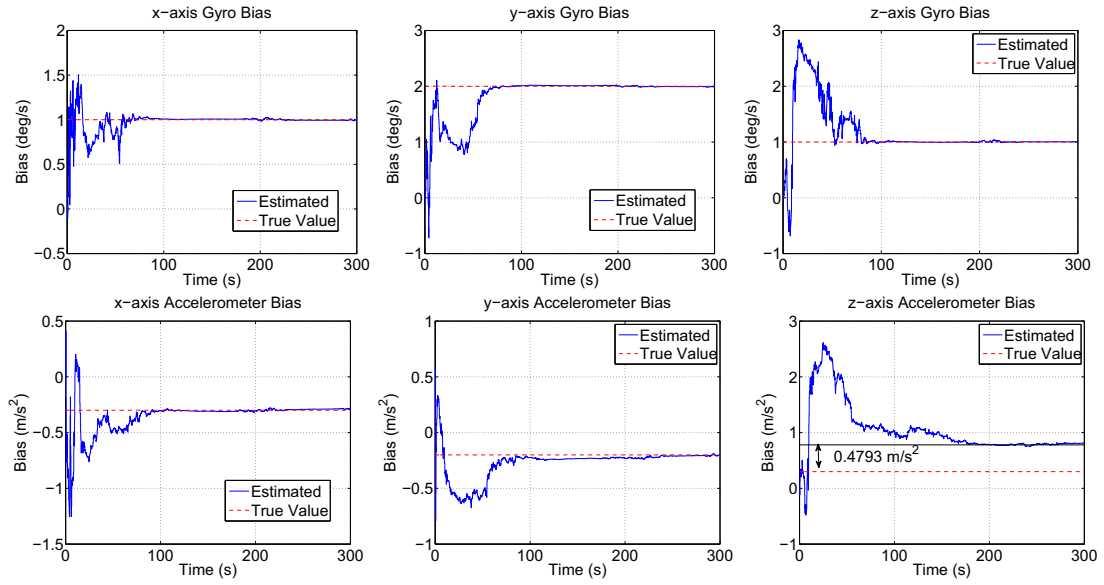 x−axis Gyro Bias
2
1.5
1
0.5
0
−0.5
Bias (deg/s)
Estimated
True Value
0
100
200
300
Time (s)
y−axis Gyro Bias
3
2
1
0
−1
Bias (deg/s)
Estimated
True Value
0
100
200
300
Time (s)
z−axis Gyro Bias
3
2
1
0
−1
Bias (deg/s)
Estimated
True Value
0
100
200
300
Time (s)
x−axis Accelerometer Bias
0.5
0
−0.5
−1
−1.5
Bias (m/s²)
Estimated
True Value
0
100
200
300
Time (s)
y−axis Accelerometer Bias
1
0.5
0
−0.5
−1
Bias (m/s²)
Estimated
True Value
0
100
200
300
Time (s)
z−axis Accelerometer Bias
3
2
1
0
−1
Bias (m/s²)
Estimated
True Value
0.4793 m/s²
0
100
200
300
Time (s)